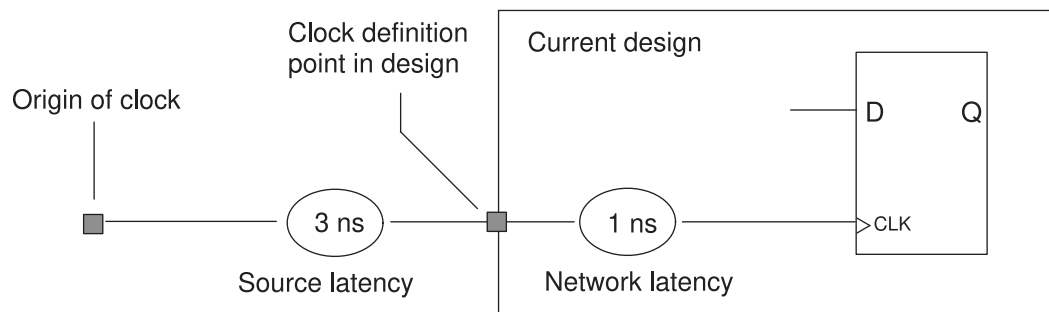 Clock definition
point in design
Current design
Origin of clock
D
Q
3 ns
1 ns
CLK
Source latency
Network latency